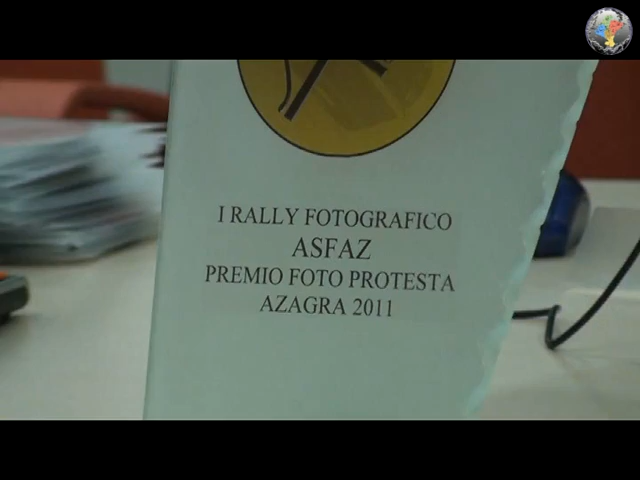 I RALLY FOTOGRAFICO
ASFAZ
PREMIO FOTO PROTESTA
AZAGRA 2011